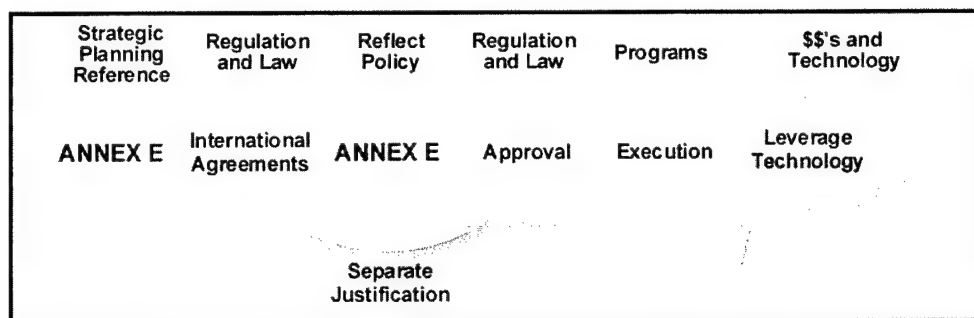 Strategic
Planning
Reference
Regulation
and Law
Reflect
Policy
Regulation
and Law
Programs
$$'s and
Technology
ANNEX E
International
Agreements
ANNEX E
Approval
Execution
Leverage
Technology
Separate
Justification